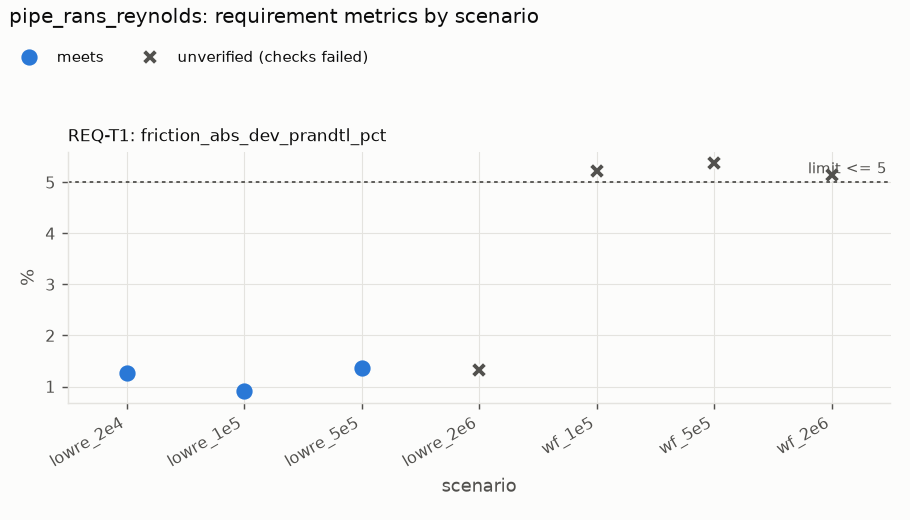 pipe_rans_reynolds: requirement metrics by scenario
meets
unverified (checks failed)
REQ-T1: friction_abs_dev_prandtl_pct
limit <= 5
5
4
3
2
1
%
lowre_2e4
lowre_1e5
lowre_5e5
lowre_2e6
wf_1e5
wf_5e5
wf_2e6
scenario